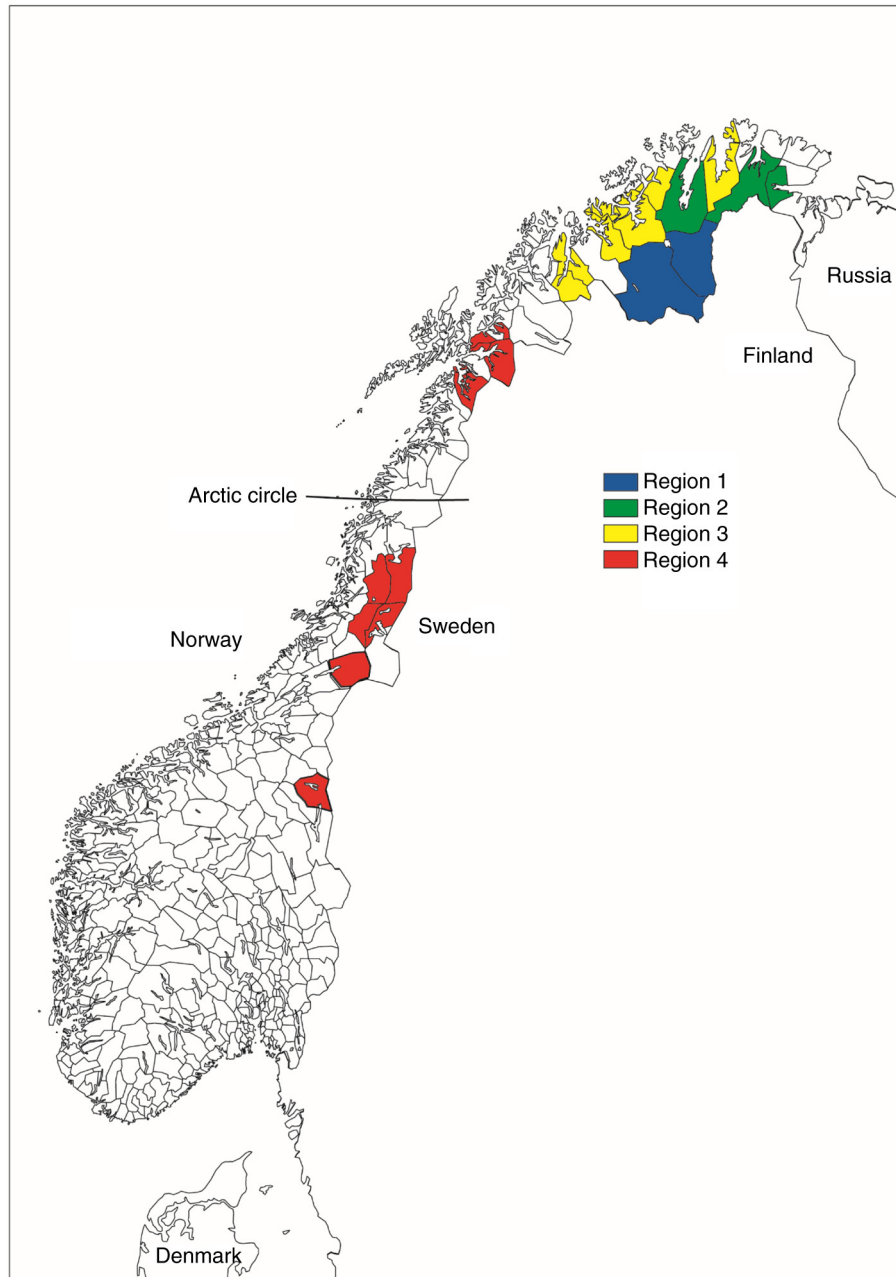 Russia
Finland
Region 1
Region 2
Region 3
Region 4
Arctic circle
Norway
Sweden
Denmark